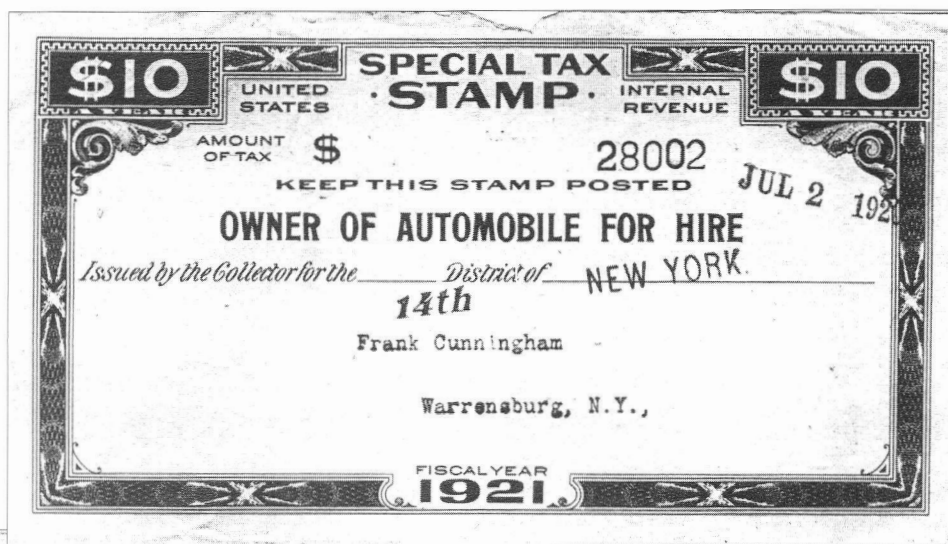 $10 SPECIAL TAX $10
A YEAR UNITED STATES · STAMP · INTERNAL REVENUE A YEAR
AMOUNT OF TAX $ 28002
KEEP THIS STAMP POSTED JUL 2
OWNER OF AUTOMOBILE FOR HIRE
Issued by the Collector for the District of NEW YORK.
14th
Frank Cunningham
Warrensburg, N.Y.,
FISCAL YEAR
1921